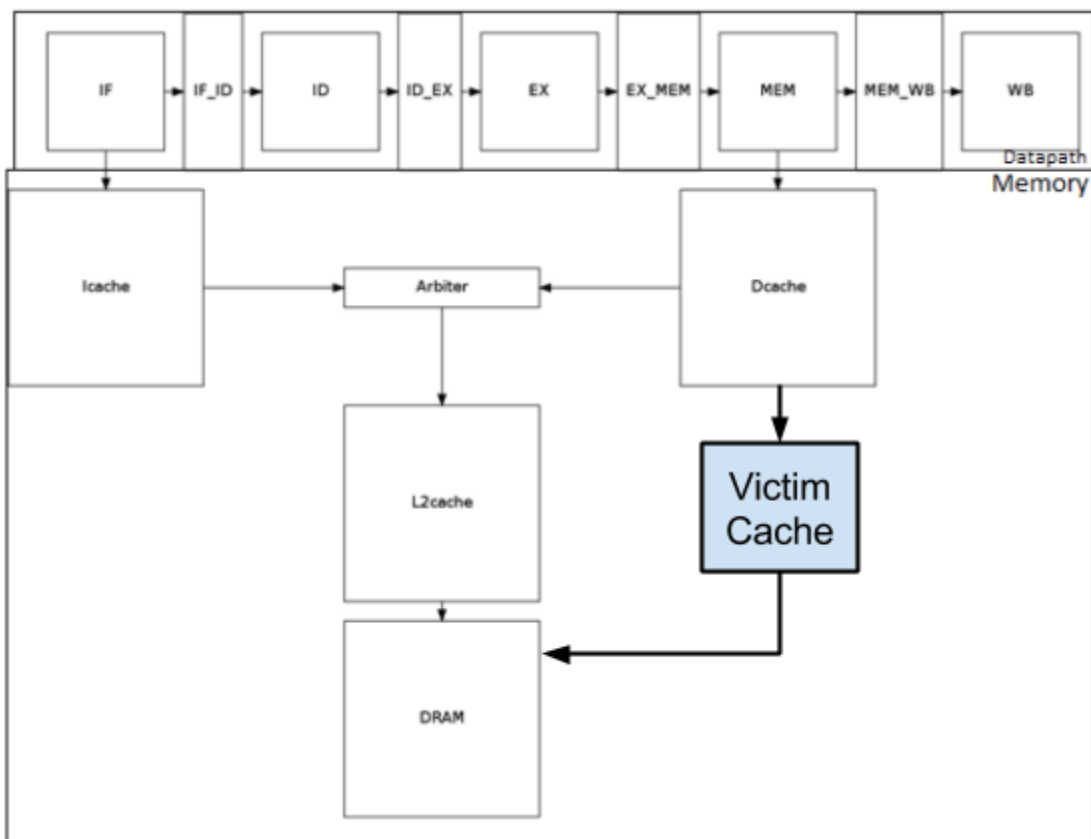 IF
IF_ID
ID
ID_EX
EX
EX_MEM
MEM
MEM_WB
WB
Datapath
Memory
Icache
Arbiter
Dcache
L2cache
Victim
Cache
DRAM